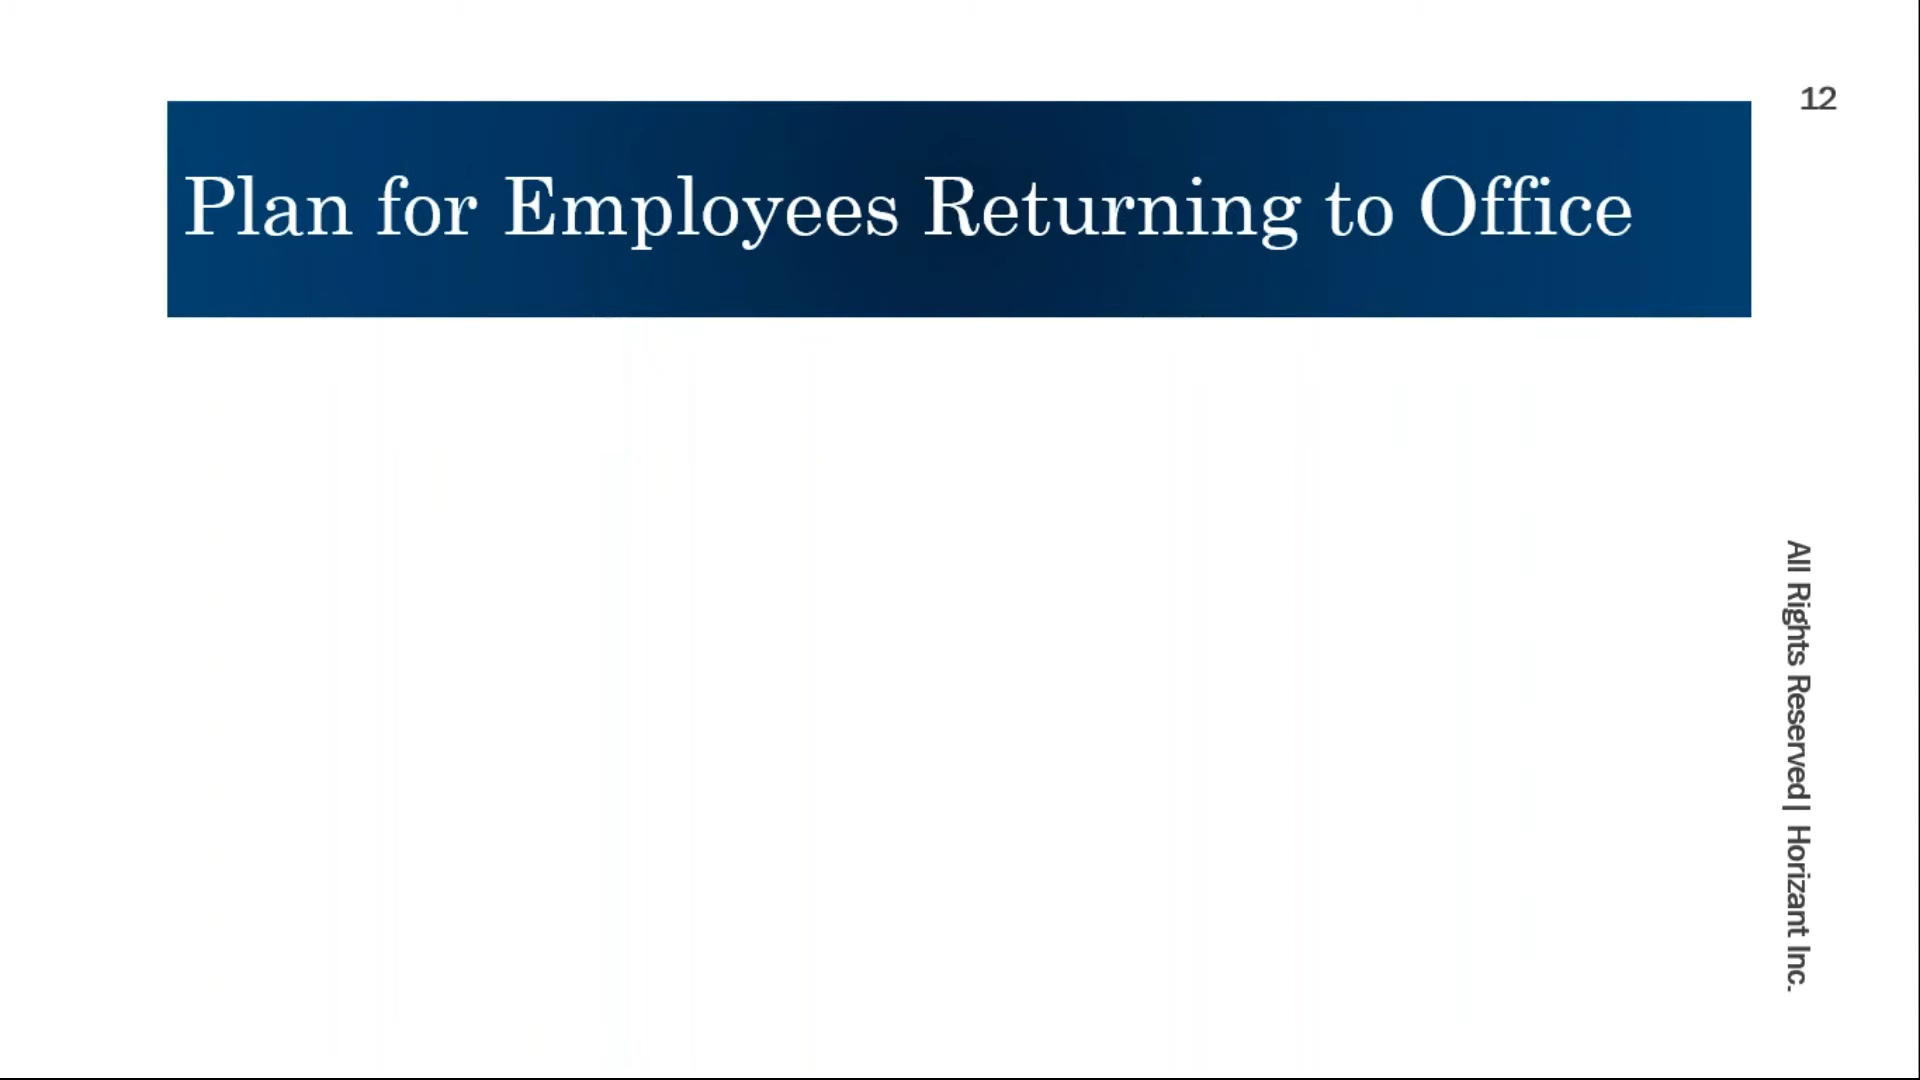 12
Plan for Employees Returning to Office
All Rights Reserved| Horizant Inc.